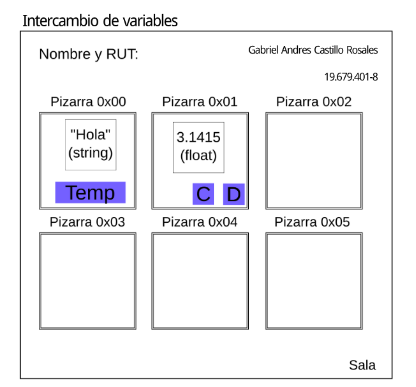 Intercambio de variables
Nombre y RUT: Gabriel Andres Castillo Rosales
19.679.401-8
Pizarra 0x00 Pizarra 0x01 Pizarra 0x02
"Hola"
(string)
Temp
3.1415
(float)
C D
Pizarra 0x03 Pizarra 0x04 Pizarra 0x05
Sala